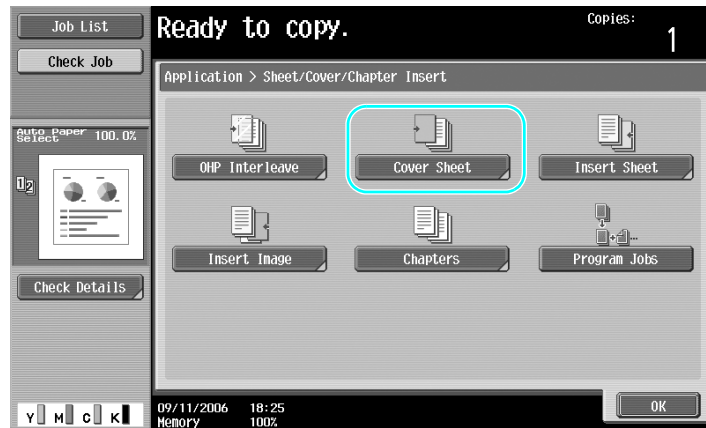 Job List
Check Job
Ready to copy.
Copies:
1
Application > Sheet/Cover/Chapter Insert
Auto Paper Select 100.0%
12
OHP Interleave
Cover Sheet
Insert Sheet
Insert Image
Chapters
Program Jobs
Check Details
Y M C K
09/11/2006 18:25
Memory 100%
OK